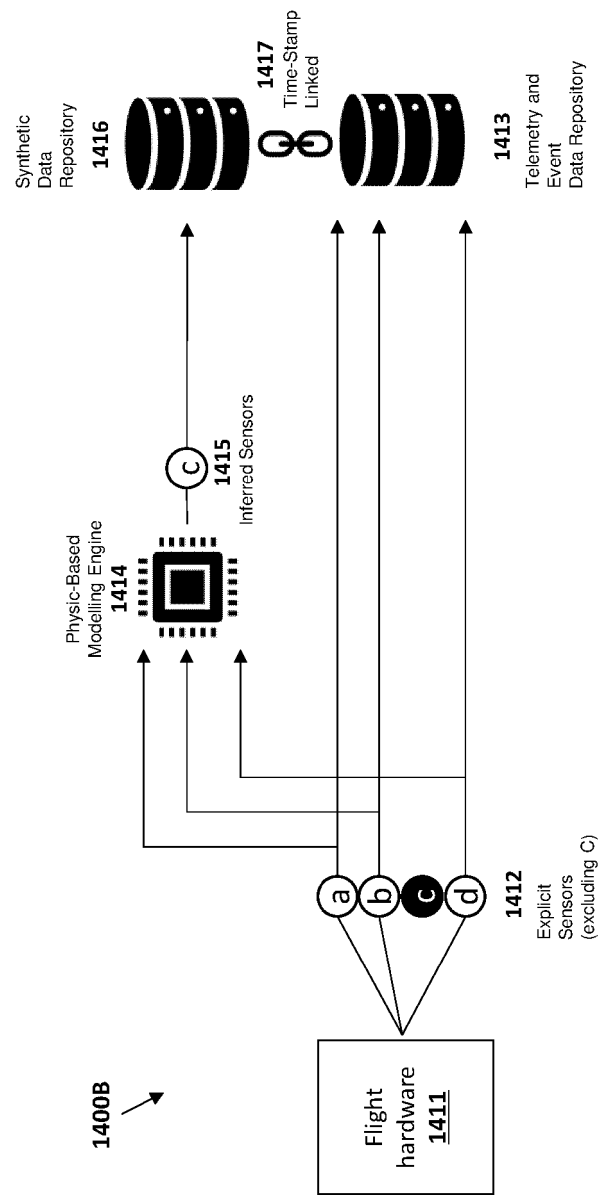 1400B
Flight
hardware
1411
a
b
c
d
1412
Explicit
Sensors
(excluding C)
Physic-Based
Modelling Engine
1414
c
1415
Inferred Sensors
Synthetic
Data
Repository
1416
1417
Time-Stamp
Linked
1413
Telemetry and
Event
Data Repository